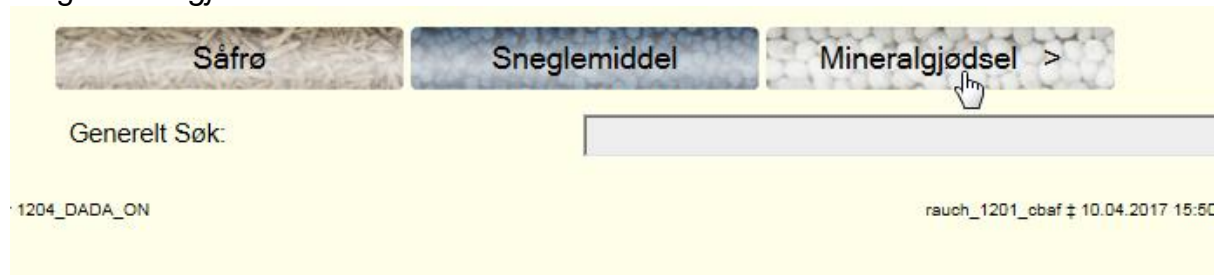 Såfrø Sneglemiddel Mineralgjødsel >
Generelt Søk:
1204_DADA_ON rauch_1201_cbaf ‡ 10.04.2017 15:50